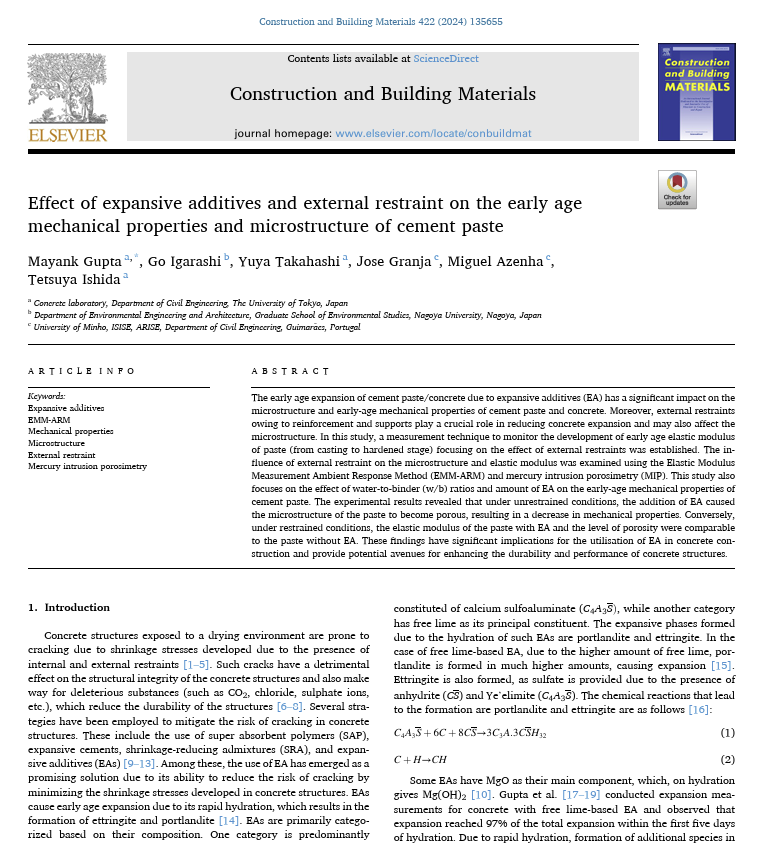 Construction and Building Materials 422 (2024) 135655
Contents lists available at ScienceDirect
Construction and Building Materials
journal homepage: www.elsevier.com/locate/conbuildmat
ELSEVIER
Construction
and Building
MATERIALS
Check for
updates
Effect of expansive additives and external restraint on the early age
mechanical properties and microstructure of cement paste
Mayank Gupta a,*, Go Igarashi b, Yuya Takahashi a, Jose Granja c, Miguel Azenha c,
Tetsuya Ishida a
a Concrete laboratory, Department of Civil Engineering, The University of Tokyo, Japan
b Department of Environmental Engineering and Architecture, Graduate School of Environmental Studies, Nagoya University, Nagoya, Japan
c University of Minho, ISISE, ARISE, Department of Civil Engineering, Guimarães, Portugal
ARTICLE INFO
Keywords:
Expansive additives
EMM-ARM
Mechanical properties
Microstructure
External restraint
Mercury intrusion porosimetry
ABSTRACT
The early age expansion of cement paste/concrete due to expansive additives (EA) has a significant impact on the
microstructure and early-age mechanical properties of cement paste and concrete. Moreover, external restraints
owing to reinforcement and supports play a crucial role in reducing concrete expansion and may also affect the
microstructure. In this study, a measurement technique to monitor the development of early age elastic modulus
of paste (from casting to hardened stage) focusing on the effect of external restraints was established. The in-
fluence of external restraint on the microstructure and elastic modulus was examined using the Elastic Modulus
Measurement Ambient Response Method (EMM-ARM) and mercury intrusion porosimetry (MIP). This study also
focuses on the effect of water-to-binder (w/b) ratios and amount of EA on the early-age mechanical properties of
cement paste. The experimental results revealed that under unrestrained conditions, the addition of EA caused
the microstructure of the paste to become porous, resulting in a decrease in mechanical properties. Conversely,
under restrained conditions, the elastic modulus of the paste with EA and the level of porosity were comparable
to the paste without EA. These findings have significant implications for the utilisation of EA in concrete con-
struction and provide potential avenues for enhancing the durability and performance of concrete structures.
1. Introduction
Concrete structures exposed to a drying environment are prone to
cracking due to shrinkage stresses developed due to the presence of
internal and external restraints [1–5]. Such cracks have a detrimental
effect on the structural integrity of the concrete structures and also make
way for deleterious substances (such as CO₂, chloride, sulphate ions,
etc.), which reduce the durability of the structures [6–8]. Several stra-
tegies have been employed to mitigate the risk of cracking in concrete
structures. These include the use of super absorbent polymers (SAP),
expansive cements, shrinkage-reducing admixtures (SRA), and expan-
sive additives (EAs) [9–13]. Among these, the use of EA has emerged as a
promising solution due to its ability to reduce the risk of cracking by
minimizing the shrinkage stresses developed in concrete structures. EAs
cause early age expansion due to its rapid hydration, which results in the
formation of ettringite and portlandite [14]. EAs are primarily catego-
rized based on their composition. One category is predominantly
constituted of calcium sulfoaluminate (C₄A₃S̅), while another category
has free lime as its principal constituent. The expansive phases formed
due to the hydration of such EAs are portlandite and ettringite. In the
case of free lime-based EA, due to the higher amount of free lime, por-
tlandite is formed in much higher amounts, causing expansion [15].
Ettringite is also formed, as sulfate is provided due to the presence of
anhydrite (CS̅) and Ye'elimite (C₄A₃S̅). The chemical reactions that lead
to the formation are portlandite and ettringite are as follows [16]:
C₄A₃S̅ + 6C + 8CS̅→3C₃A.3CS̅H₃₂ (1)
C + H→CH (2)
Some EAs have MgO as their main component, which, on hydration
gives Mg(OH)₂ [10]. Gupta et al. [17–19] conducted expansion mea-
surements for concrete with free lime-based EA and observed that
expansion reached 97% of the total expansion within the first five days
of hydration. Due to rapid hydration, formation of additional species in